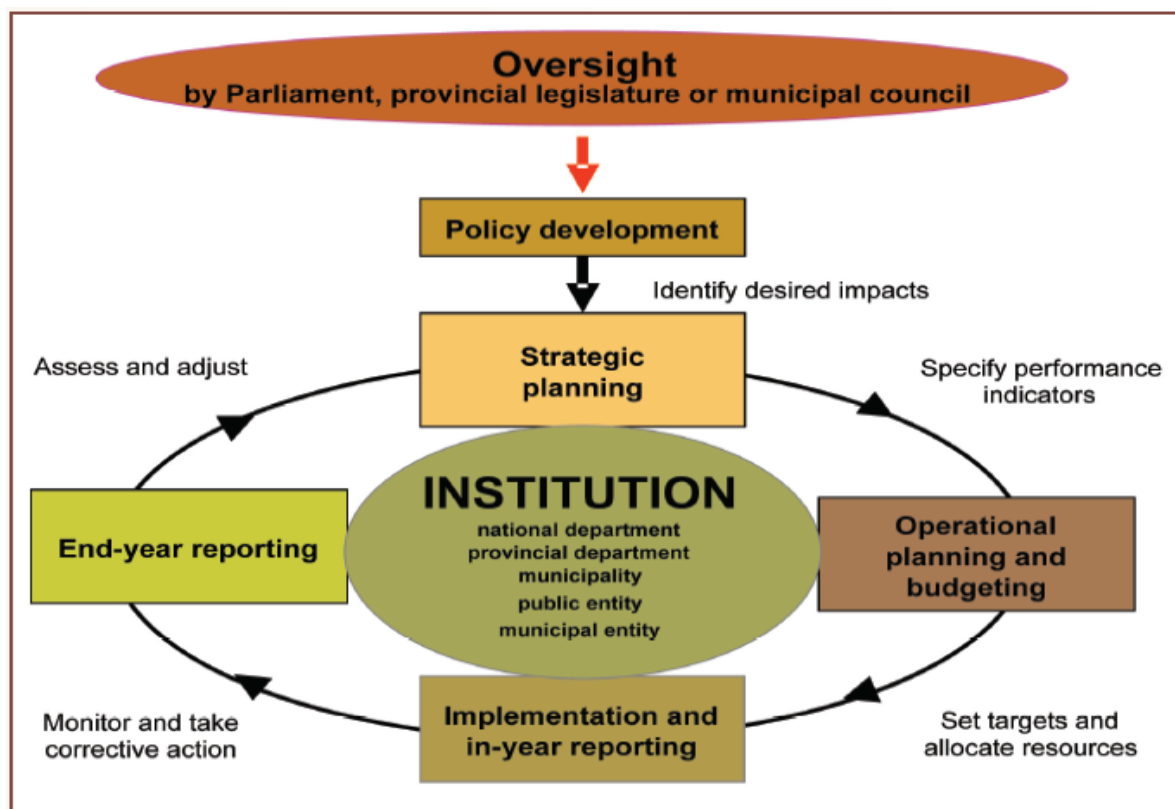 Oversight
by Parliament, provincial legislature or municipal council
Policy development
Identify desired impacts
Strategic
planning
Assess and adjust
Specify performance
indicators
INSTITUTION
national department
provincial department
municipality
public entity
municipal entity
End-year reporting
Operational
planning and
budgeting
Implementation and
in-year reporting
Monitor and take
corrective action
Set targets and
allocate resources